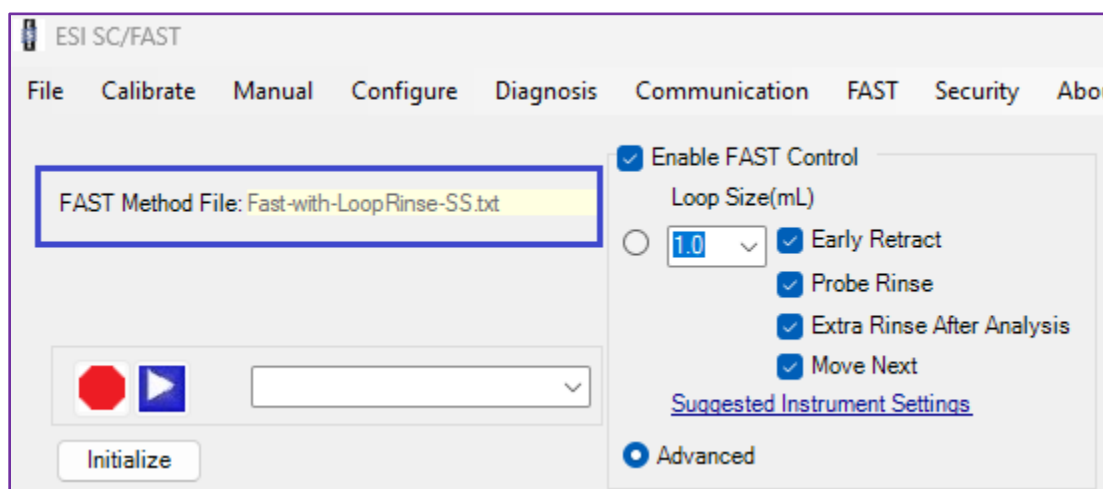 ESI SC/FAST
File Calibrate Manual Configure Diagnosis Communication FAST Security Abou
FAST Method File: Fast-with-LoopRinse-SS.txt
Enable FAST Control
Loop Size(mL)
1.0
Early Retract
Probe Rinse
Extra Rinse After Analysis
Move Next
Suggested Instrument Settings
Advanced
Initialize